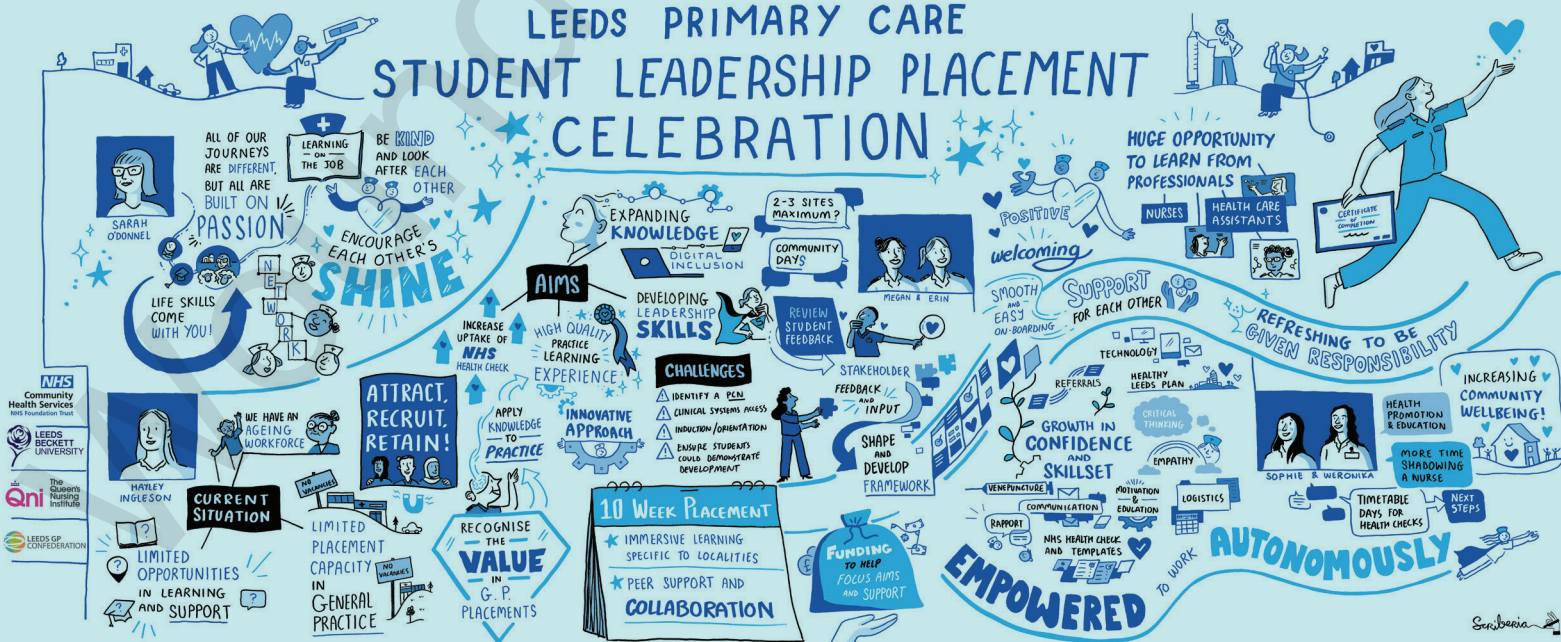 LEEDS PRIMARY CARE
STUDENT LEADERSHIP PLACEMENT
CELEBRATION
SARAH
O'DONNEL
ALL OF OUR
JOURNEYS
ARE DIFFERENT,
BUT ALL ARE
BUILT ON
PASSION
LEARNING
ON
THE JOB
BE KIND
AND LOOK
AFTER EACH
OTHER
ENCOURAGE
EACH OTHER'S
SHINE
LIFE SKILLS
COME
WITH YOU!
NETWORK
NHS
Community
Health Services
NHS Foundation Trust
LEEDS
BECKETT
UNIVERSITY
Qni
The
Queen's
Nursing
Institute
LEEDS GP
CONFEDERATION
HAYLEY
INGLESON
WE HAVE AN
AGEING
WORKFORCE
CURRENT
SITUATION
LIMITED
OPPORTUNITIES
IN LEARNING
AND SUPPORT
NO
VACANCIES
LIMITED
PLACEMENT
CAPACITY
IN
GENERAL
PRACTICE
NO
VACANCIES
ATTRACT,
RECRUIT,
RETAIN!
AIMS
EXPANDING
KNOWLEDGE
DIGITAL
INCLUSION
DEVELOPING
LEADERSHIP
SKILLS
INCREASE
UPTAKE OF
NHS
HEALTH CHECK
HIGH QUALITY
PRACTICE
LEARNING
EXPERIENCE
APPLY
KNOWLEDGE
TO
PRACTICE
INNOVATIVE
APPROACH
RECOGNISE
THE
VALUE
IN
G.P.
PLACEMENTS
CHALLENGES
IDENTIFY A PCN
CLINICAL SYSTEMS ACCESS
INDUCTION/ORIENTATION
ENSURE STUDENTS
COULD DEMONSTRATE
DEVELOPMENT
10 WEEK PLACEMENT
IMMERSIVE LEARNING
SPECIFIC TO LOCALITIES
PEER SUPPORT AND
COLLABORATION
2-3 SITES
MAXIMUM?
COMMUNITY
DAYS
MEGAN & ERIN
REVIEW
STUDENT
FEEDBACK
STAKEHOLDER
FEEDBACK
AND
INPUT
SHAPE
AND
DEVELOP
FRAMEWORK
FUNDING
TO HELP
FOCUS AIMS
AND SUPPORT
£
POSITIVE
welcoming
SMOOTH
AND
EASY
ON-BOARDING
SUPPORT
FOR EACH OTHER
HUGE OPPORTUNITY
TO LEARN FROM
PROFESSIONALS
NURSES
HEALTH CARE
ASSISTANTS
CERTIFICATE
OF
COMPLETION
REFRESHING TO BE
GIVEN RESPONSIBILITY
TECHNOLOGY
REFERRALS
HEALTHY
LEEDS PLAN
GROWTH IN
CONFIDENCE
AND
SKILLSET
CRITICAL
THINKING
EMPATHY
VENEPUNCTURE
COMMUNICATION
MOTIVATION
&
EDUCATION
LOGISTICS
RAPPORT
NHS HEALTH CHECK
AND TEMPLATES
EMPOWERED
TO WORK
AUTONOMOUSLY
SOPHIE & WERONIKA
HEALTH
PROMOTION
& EDUCATION
INCREASING
COMMUNITY
WELLBEING!
MORE TIME
SHADOWING
A NURSE
TIMETABLE
DAYS FOR
HEALTH CHECKS
NEXT
STEPS
Scriberia